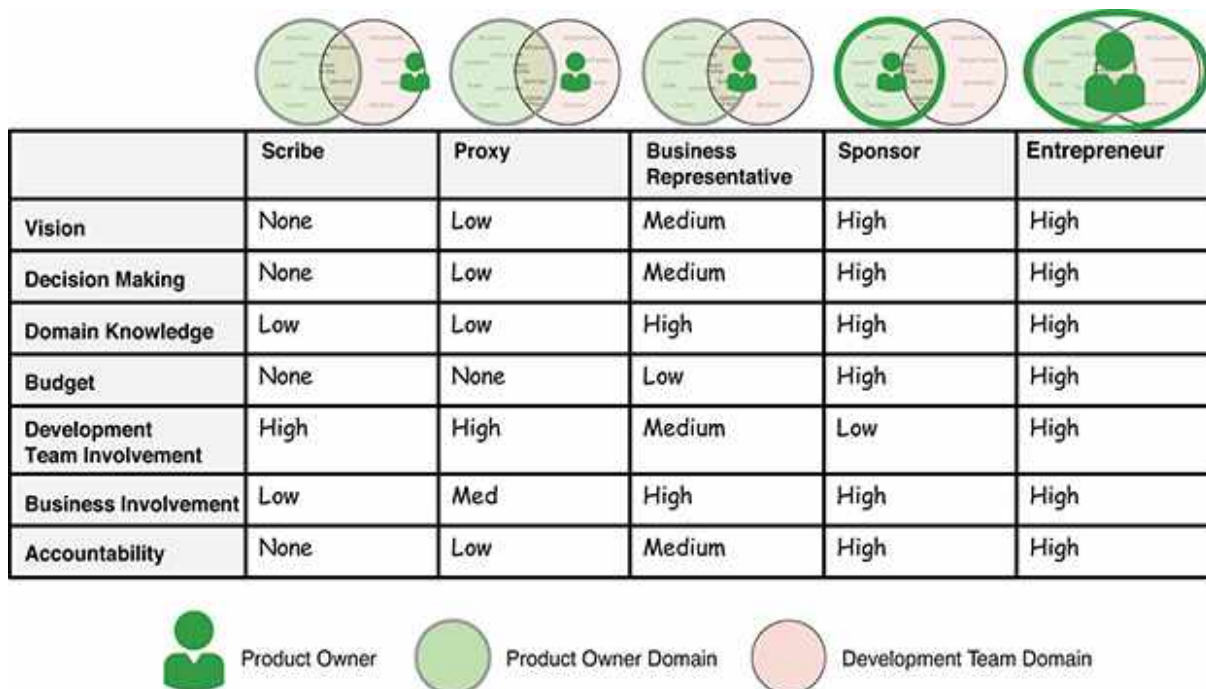 Scribe
Proxy
Business
Representative
Sponsor
Entrepreneur
Vision
None
Low
Medium
High
High
Decision Making
None
Low
Medium
High
High
Domain Knowledge
Low
Low
High
High
High
Budget
None
None
Low
High
High
Development
Team Involvement
High
High
Medium
Low
High
Business Involvement
Low
Med
High
High
High
Accountability
None
Low
Medium
High
High
Product Owner
Product Owner Domain
Development Team Domain